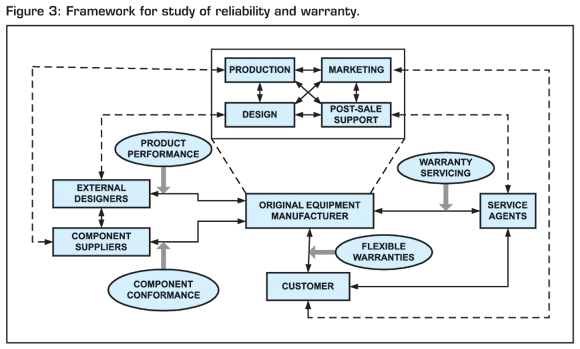 Figure 3: Framework for study of reliability and warranty.
PRODUCTION
MARKETING
DESIGN
POST-SALE
SUPPORT
PRODUCT
PERFORMANCE
WARRANTY
SERVICING
EXTERNAL
DESIGNERS
ORIGINAL EQUIPMENT
MANUFACTURER
SERVICE
AGENTS
COMPONENT
SUPPLIERS
FLEXIBLE
WARRANTIES
COMPONENT
CONFORMANCE
CUSTOMER